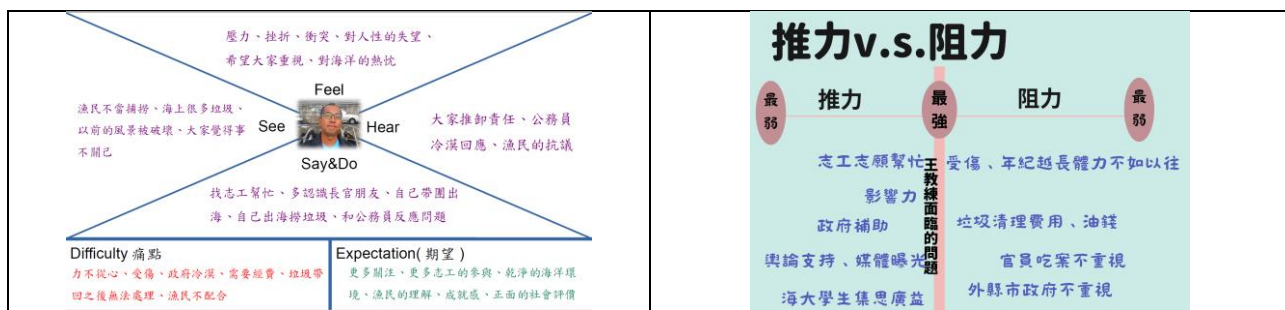 壓力、挫折、衝突、對人性的失望、
希望大家重視、對海洋的熱忱
Feel
漁民不當捕撈、海上很多垃圾、
以前的風景被破壞、大家覺得事
不關己
See
Hear
大家推卸責任、公務員
冷漠回應、漁民的抗議
Say&Do
找志工幫忙、多認識長官朋友、自己帶團出
海、自己出海撈垃圾、和公務員反應問題
Difficulty 痛點
力不從心、受傷、政府冷漠、需要經費、垃圾帶
回之後無法處理、漁民不配合
Expectation(期望)
更多關注、更多志工的參與、乾淨的海洋環
境、漁民的理解、成就感、正面的社會評價
推力v.s.阻力
最弱
推力
最強
阻力
最弱
王教練面臨的問題
志工志願幫忙
影響力
政府補助
輿論支持、媒體曝光
海大學生集思廣益
受傷、年紀越長體力不如以往
垃圾清理費用、油錢
官員吃案不重視
外縣市政府不重視